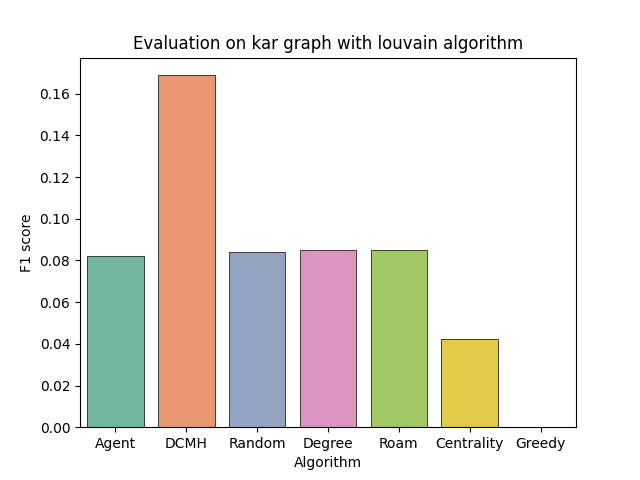 Evaluation on kar graph with louvain algorithm
F1 score
0.16
0.14
0.12
0.10
0.08
0.06
0.04
0.02
0.00
Agent DCMH Random Degree Roam Centrality Greedy
Algorithm